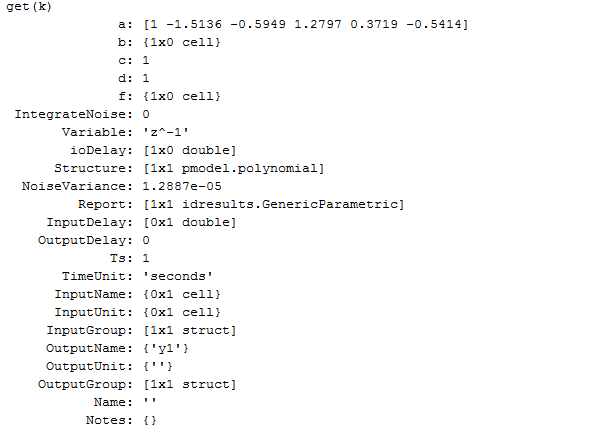 get(k)
a: [1 -1.5136 -0.5949 1.2797 0.3719 -0.5414]
b: {1x0 cell}
c: 1
d: 1
f: {1x0 cell}
IntegrateNoise: 0
Variable: 'z^-1'
ioDelay: [1x0 double]
Structure: [1x1 pmodel.polynomial]
NoiseVariance: 1.2887e-05
Report: [1x1 idresults.GenericParametric]
InputDelay: [0x1 double]
OutputDelay: 0
Ts: 1
TimeUnit: 'seconds'
InputName: {0x1 cell}
InputUnit: {0x1 cell}
InputGroup: [1x1 struct]
OutputName: {'y1'}
OutputUnit: {''}
OutputGroup: [1x1 struct]
Name: ''
Notes: {}